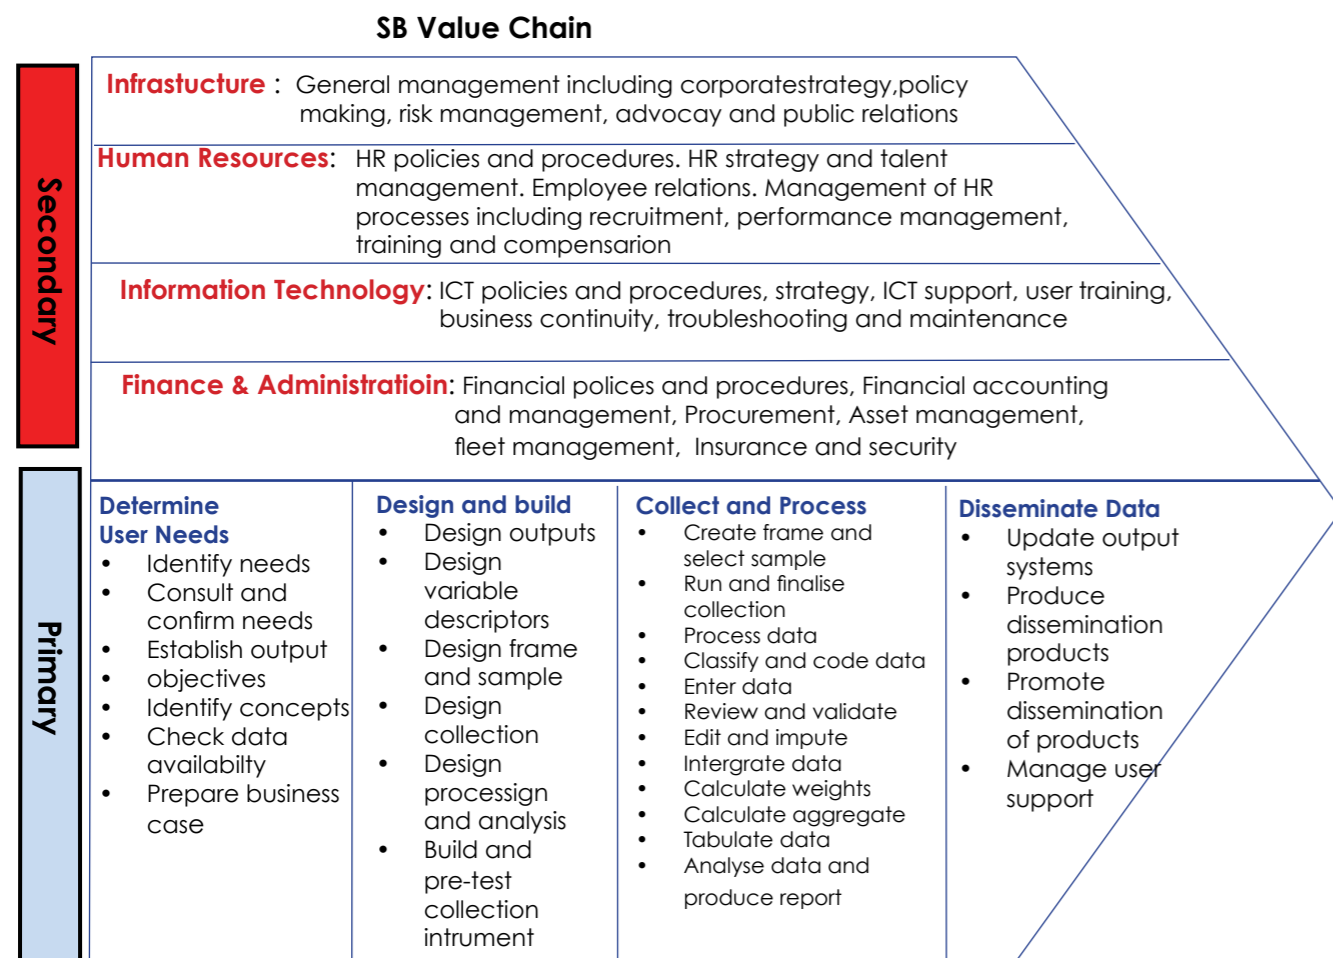 SB Value Chain
Secondary
Infrastucture : General management including corporatestrategy,policy
making, risk management, advocay and public relations
Human Resources: HR policies and procedures. HR strategy and talent
management. Employee relations. Management of HR
processes including recruitment, performance management,
training and compensarion
Information Technology: ICT policies and procedures, strategy, ICT support, user training,
business continuity, troubleshooting and maintenance
Finance & Administratioin: Financial polices and procedures, Financial accounting
and management, Procurement, Asset management,
fleet management, Insurance and security
Primary
Determine
User Needs
• Identify needs
• Consult and
confirm needs
• Establish output
• objectives
• Identify concepts
• Check data
availabilty
• Prepare business
case
Design and build
• Design outputs
• Design
variable
descriptors
• Design frame
and sample
• Design
collection
• Design
processign
and analysis
• Build and
pre-test
collection
intrument
Collect and Process
• Create frame and
select sample
• Run and finalise
collection
• Process data
• Classify and code data
• Enter data
• Review and validate
• Edit and impute
• Intergrate data
• Calculate weights
• Calculate aggregate
• Tabulate data
• Analyse data and
produce report
Disseminate Data
• Update output
systems
• Produce
dissemination
products
• Promote
dissemination
of products
• Manage user
support